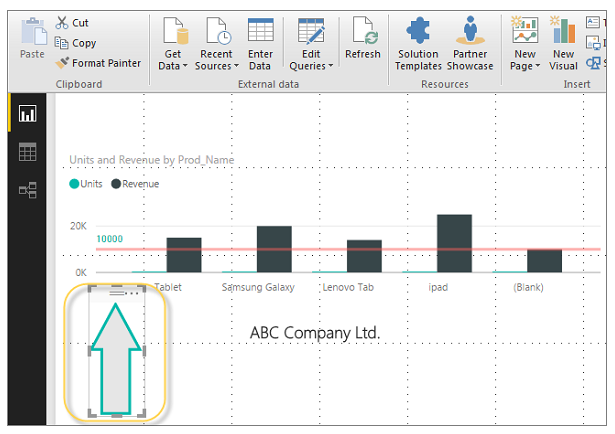 Cut
Copy
Format Painter
Paste
Clipboard
Get Data
Recent Sources
Enter Data
Edit Queries
Refresh
External data
Solution Templates
Partner Showcase
Resources
New Page
New Visual
Insert
Units and Revenue by Prod_Name
Units Revenue
20K
10000
0K
Tablet Samsung Galaxy Lenovo Tab ipad (Blank)
ABC Company Ltd.